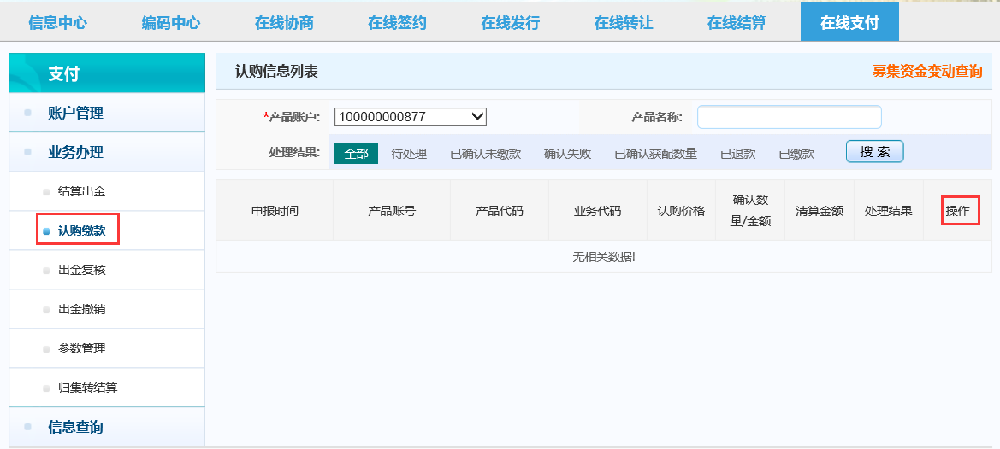 信息中心 编码中心 在线协商 在线签约 在线发行 在线转让 在线结算 在线支付
支付
账户管理
业务办理
结算出金
认购缴款
出金复核
出金撤销
参数管理
归集转结算
信息查询
认购信息列表 募集资金变动查询
*产品账户: 100000000877 产品名称:
处理结果: 全部 待处理 已确认未缴款 确认失败 已确认获配数量 已退款 已缴款 搜 索
申报时间 产品账号 产品代码 业务代码 认购价格 确认数量/金额 清算金额 处理结果 操作
无相关数据!